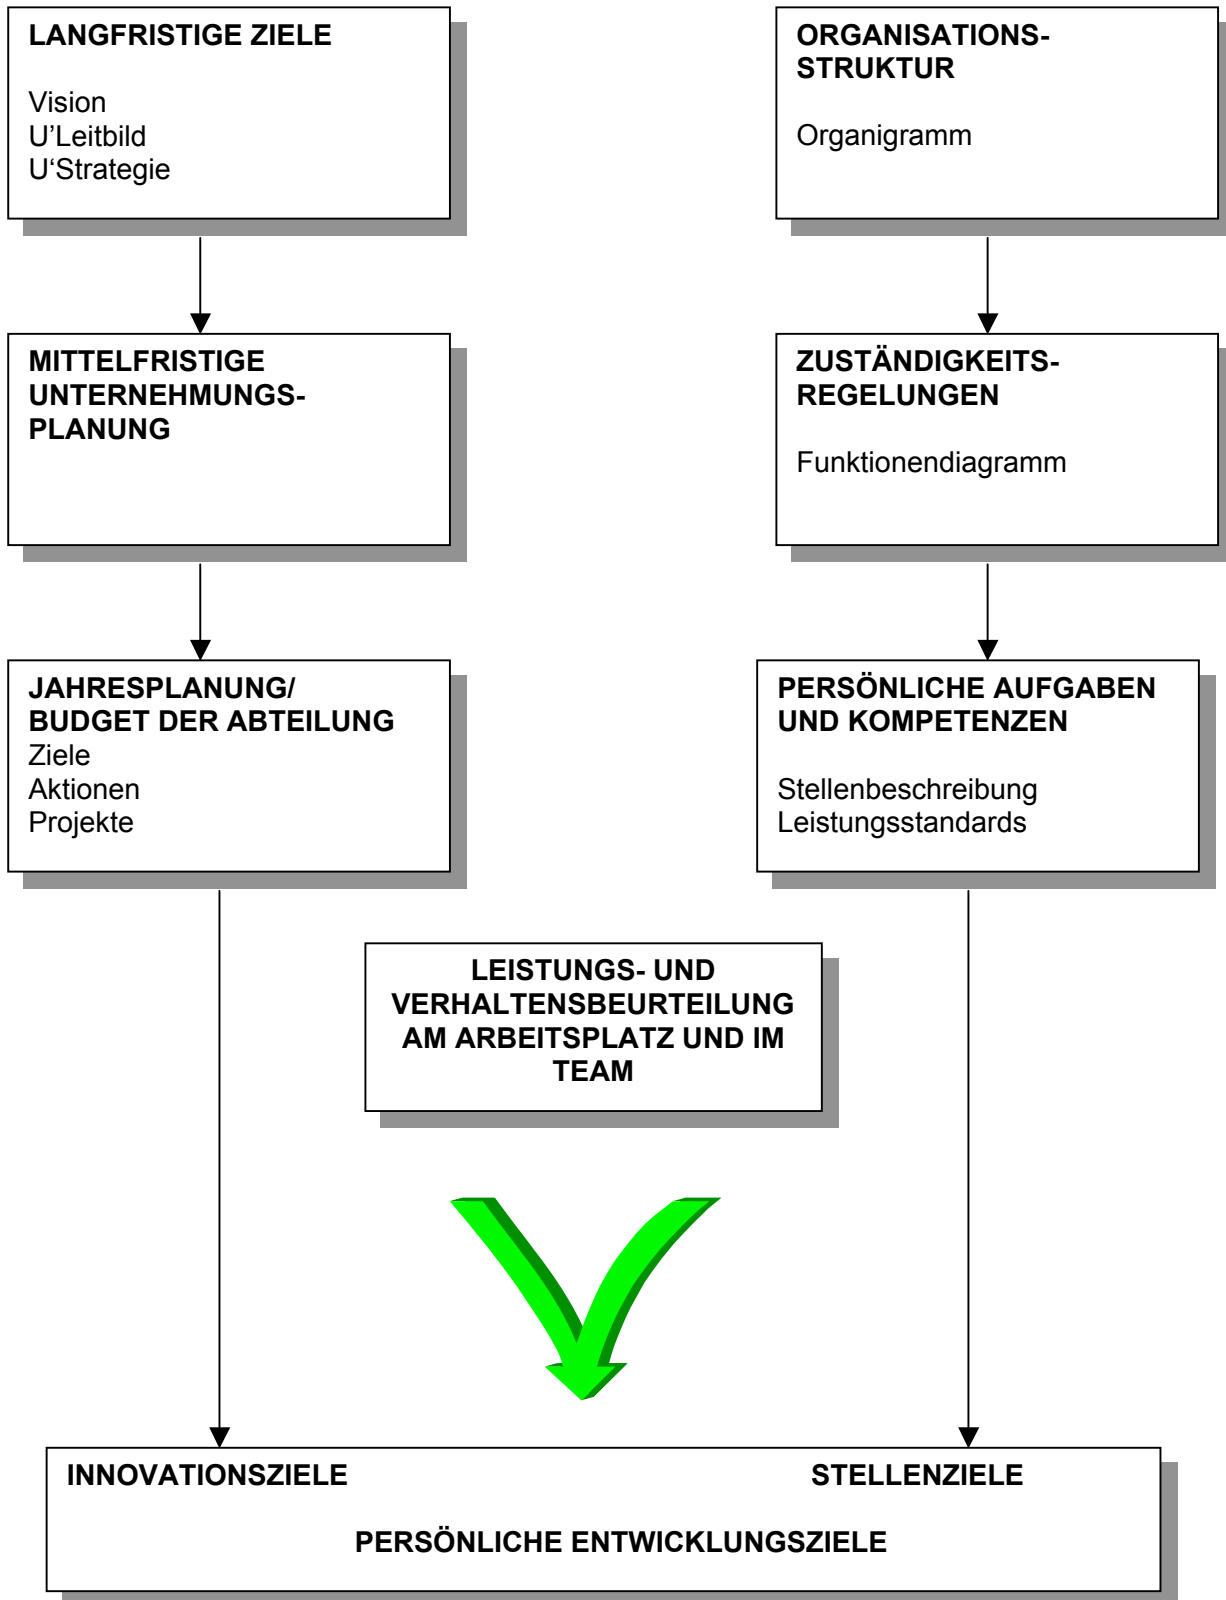 LANGFRISTIGE ZIELE
Vision
U’Leitbild
U‘Strategie
ORGANISATIONS-
STRUKTUR
Organigramm
MITTELFRISTIGE
UNTERNEHMUNGS-
PLANUNG
ZUSTÄNDIGKEITS-
REGELUNGEN
Funktionendiagramm
JAHRESPLANUNG/
BUDGET DER ABTEILUNG
Ziele
Aktionen
Projekte
PERSÖNLICHE AUFGABEN
UND KOMPETENZEN
Stellenbeschreibung
Leistungsstandards
LEISTUNGS- UND
VERHALTENSBEURTEILUNG
AM ARBEITSPLATZ UND IM
TEAM
INNOVATIONSZIELE STELLENZIELE
PERSÖNLICHE ENTWICKLUNGSZIELE